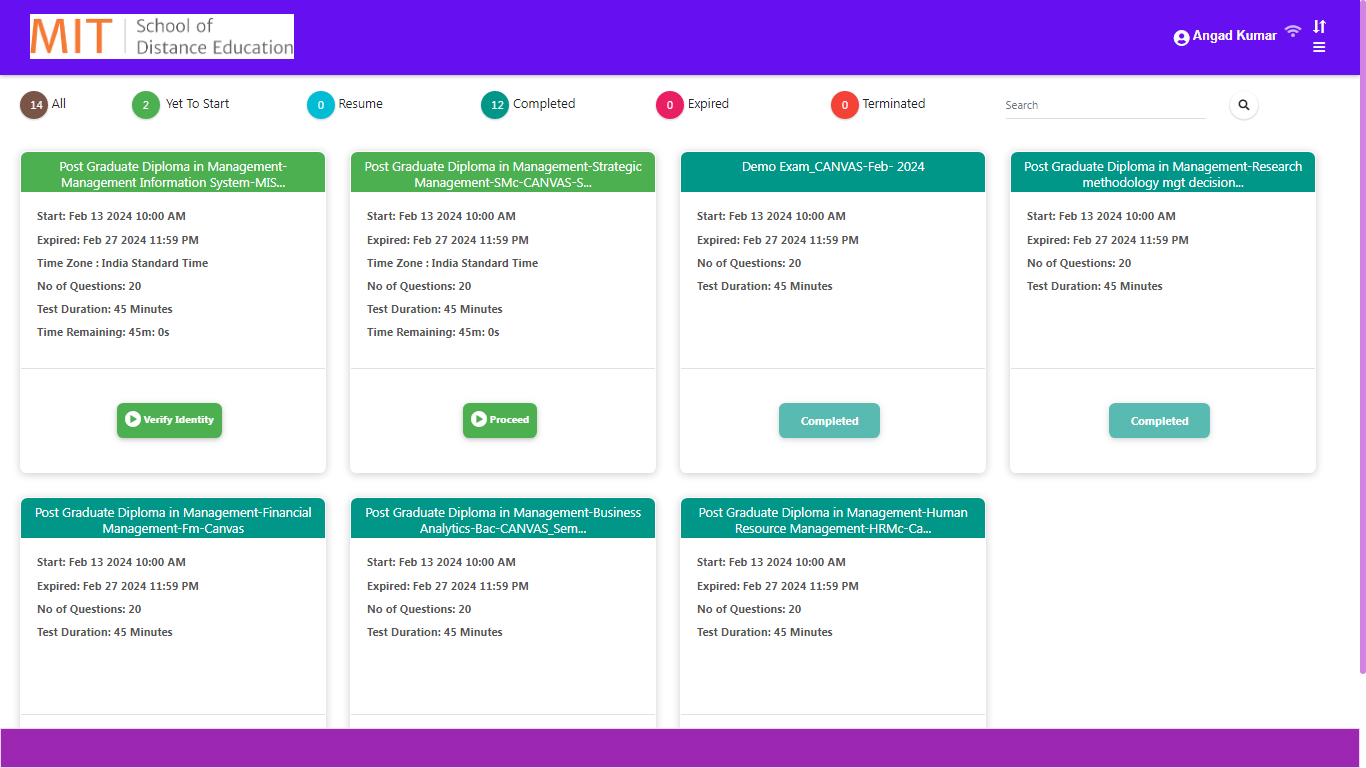 MIT School of
Distance Education
Angad Kumar
14 All
2 Yet To Start
0 Resume
12 Completed
0 Expired
0 Terminated
Search
Post Graduate Diploma in Management-
Management Information System-MIS...
Start: Feb 13 2024 10:00 AM
Expired: Feb 27 2024 11:59 PM
Time Zone : India Standard Time
No of Questions: 20
Test Duration: 45 Minutes
Time Remaining: 45m: 0s
Verify Identity
Post Graduate Diploma in Management-Strategic
Management-SMc-CANVAS-S...
Start: Feb 13 2024 10:00 AM
Expired: Feb 27 2024 11:59 PM
Time Zone : India Standard Time
No of Questions: 20
Test Duration: 45 Minutes
Time Remaining: 45m: 0s
Proceed
Demo Exam_CANVAS-Feb- 2024
Start: Feb 13 2024 10:00 AM
Expired: Feb 27 2024 11:59 PM
No of Questions: 20
Test Duration: 45 Minutes
Completed
Post Graduate Diploma in Management-Research
methodology mgt decision...
Start: Feb 13 2024 10:00 AM
Expired: Feb 27 2024 11:59 PM
No of Questions: 20
Test Duration: 45 Minutes
Completed
Post Graduate Diploma in Management-Financial
Management-Fm-Canvas
Start: Feb 13 2024 10:00 AM
Expired: Feb 27 2024 11:59 PM
No of Questions: 20
Test Duration: 45 Minutes
Post Graduate Diploma in Management-Business
Analytics-Bac-CANVAS_Sem...
Start: Feb 13 2024 10:00 AM
Expired: Feb 27 2024 11:59 PM
No of Questions: 20
Test Duration: 45 Minutes
Post Graduate Diploma in Management-Human
Resource Management-HRMc-Ca...
Start: Feb 13 2024 10:00 AM
Expired: Feb 27 2024 11:59 PM
No of Questions: 20
Test Duration: 45 Minutes